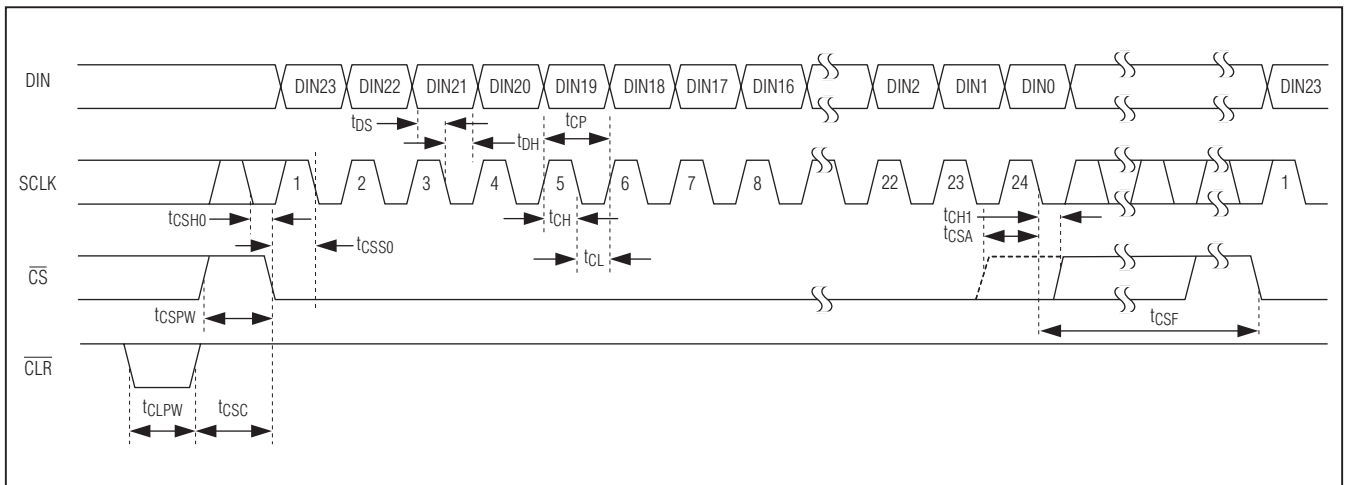 DIN DIN23 DIN22 DIN21 DIN20 DIN19 DIN18 DIN17 DIN16 DIN2 DIN1 DIN0 DIN23
tDS tDH tCP
SCLK 1 2 3 4 5 6 7 8 22 23 24 1
tCSH0 tCH tCH1
tCSS0 tCL tCSA
CS
tCSPW tCSF
CLR
tCLPW tCSC